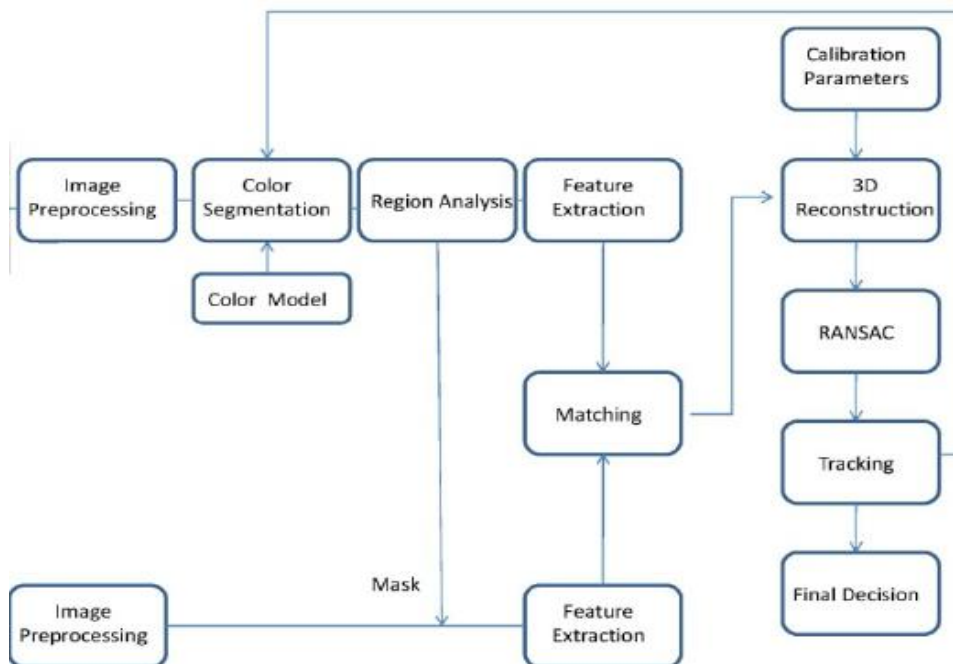 Calibration
Parameters
Image
Preprocessing
Color
Segmentation
Region Analysis
Feature
Extraction
3D
Reconstruction
Color Model
RANSAC
Matching
Tracking
Mask
Image
Preprocessing
Feature
Extraction
Final Decision